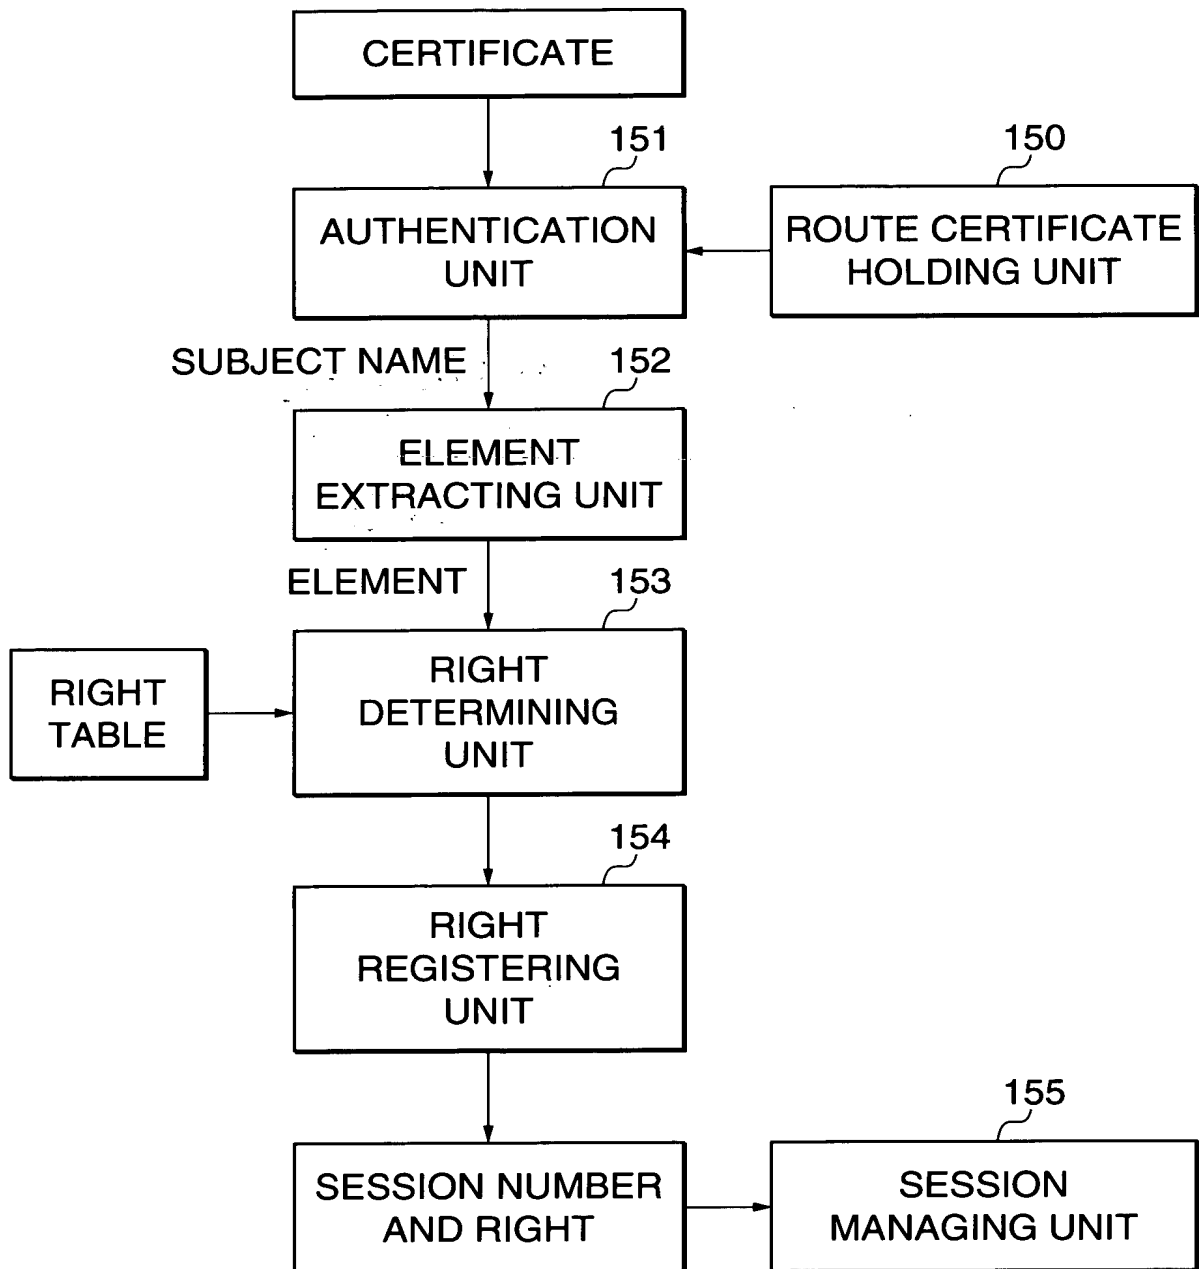 CERTIFICATE
151
150
AUTHENTICATION
UNIT
ROUTE CERTIFICATE
HOLDING UNIT
SUBJECT NAME
152
ELEMENT
EXTRACTING UNIT
ELEMENT
153
RIGHT
TABLE
RIGHT
DETERMINING
UNIT
154
RIGHT
REGISTERING
UNIT
155
SESSION NUMBER
AND RIGHT
SESSION
MANAGING UNIT